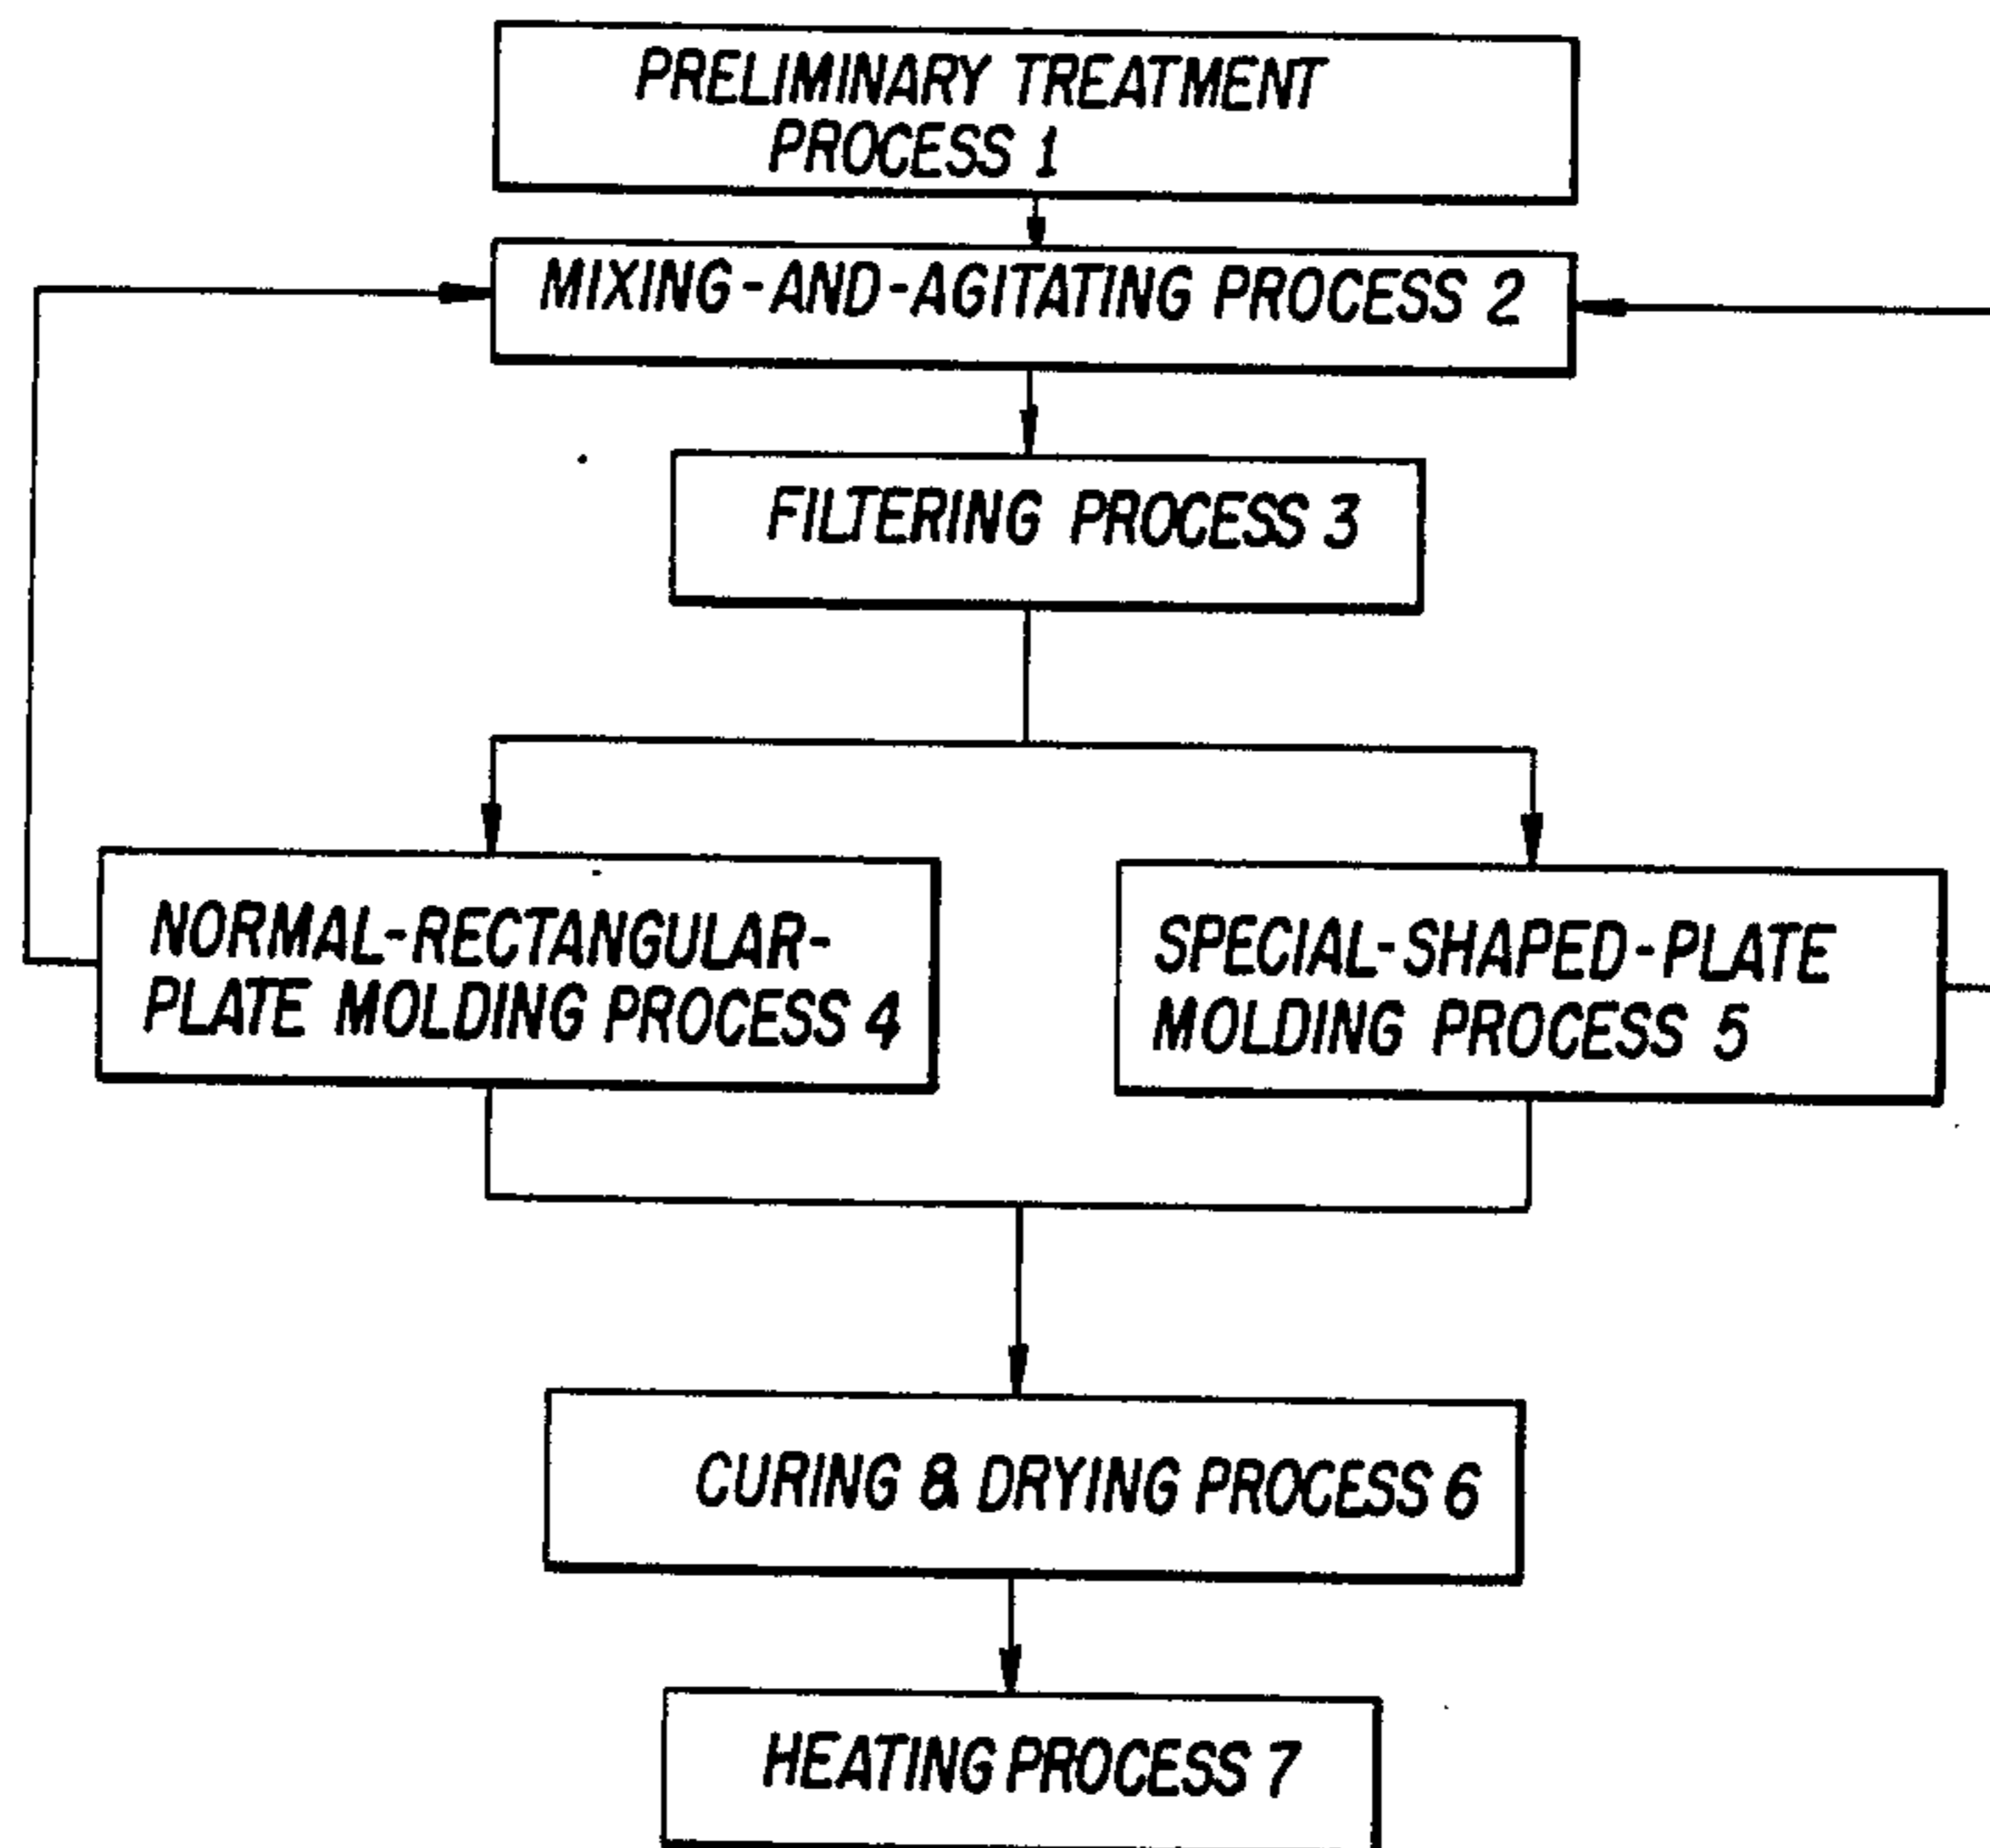 PRELIMINARY TREATMENT
PROCESS 1
MIXING-AND-AGITATING PROCESS 2
FILTERING PROCESS 3
NORMAL-RECTANGULAR-
PLATE MOLDING PROCESS 4
SPECIAL-SHAPED-PLATE
MOLDING PROCESS 5
CURING & DRYING PROCESS 6
HEATING PROCESS 7